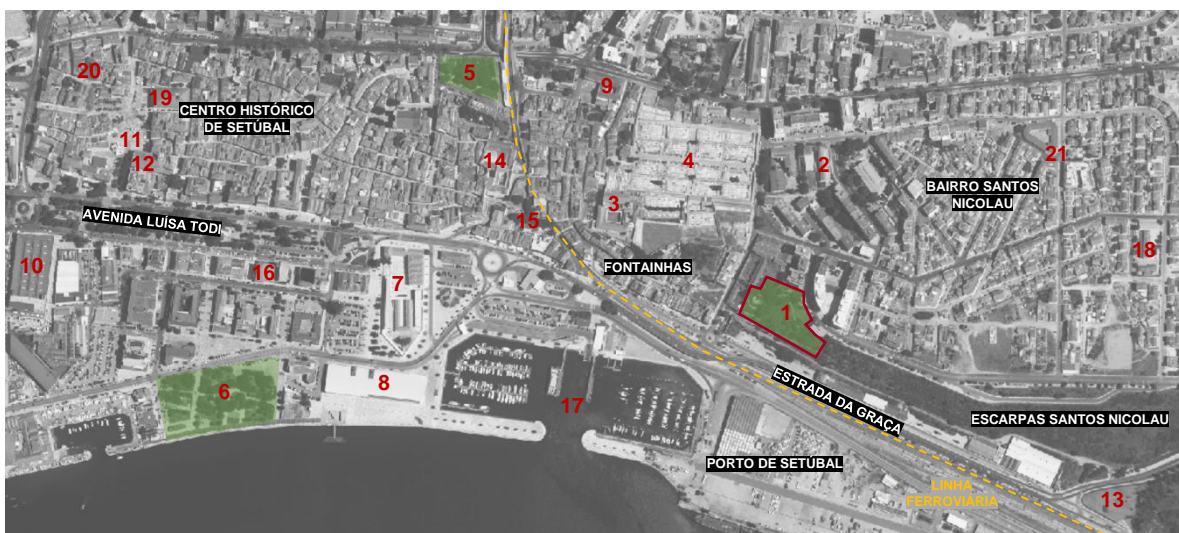 5
20
9
19
CENTRO HISTÓRICO
DE SETÚBAL
11
12
14
4
2
21
BAIRRO SANTOS
NICOLAU
3
15
AVENIDA LUÍSA TODI
18
10
16
7
FONTAINHAS
1
6
8
17
ESTRADA DA GRAÇA
ESCARPAS SANTOS NICOLAU
PORTO DE SETÚBAL
LINHA
FERROVIÁRIA
13